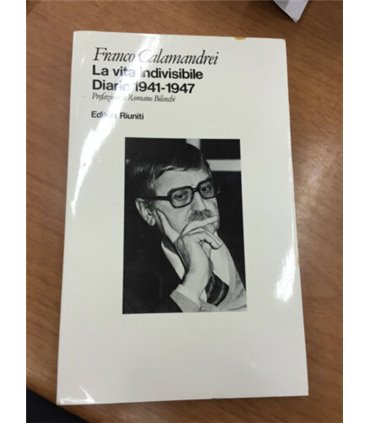 Franco Calamandrei
La vita indivisibile
Diario 1941-1947
Prefazione di Romano Bilenchi
Editori Riuniti